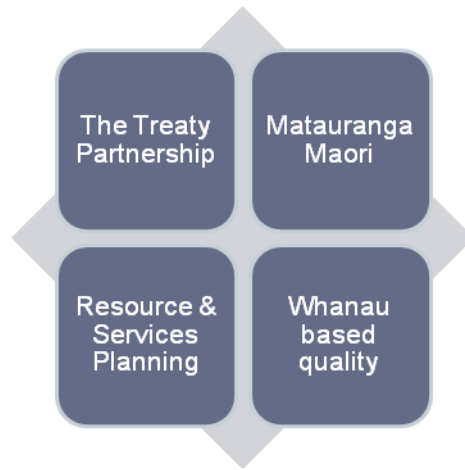 The Treaty
Partnership
Matauranga
Maori
Resource &
Services
Planning
Whanau
based
quality